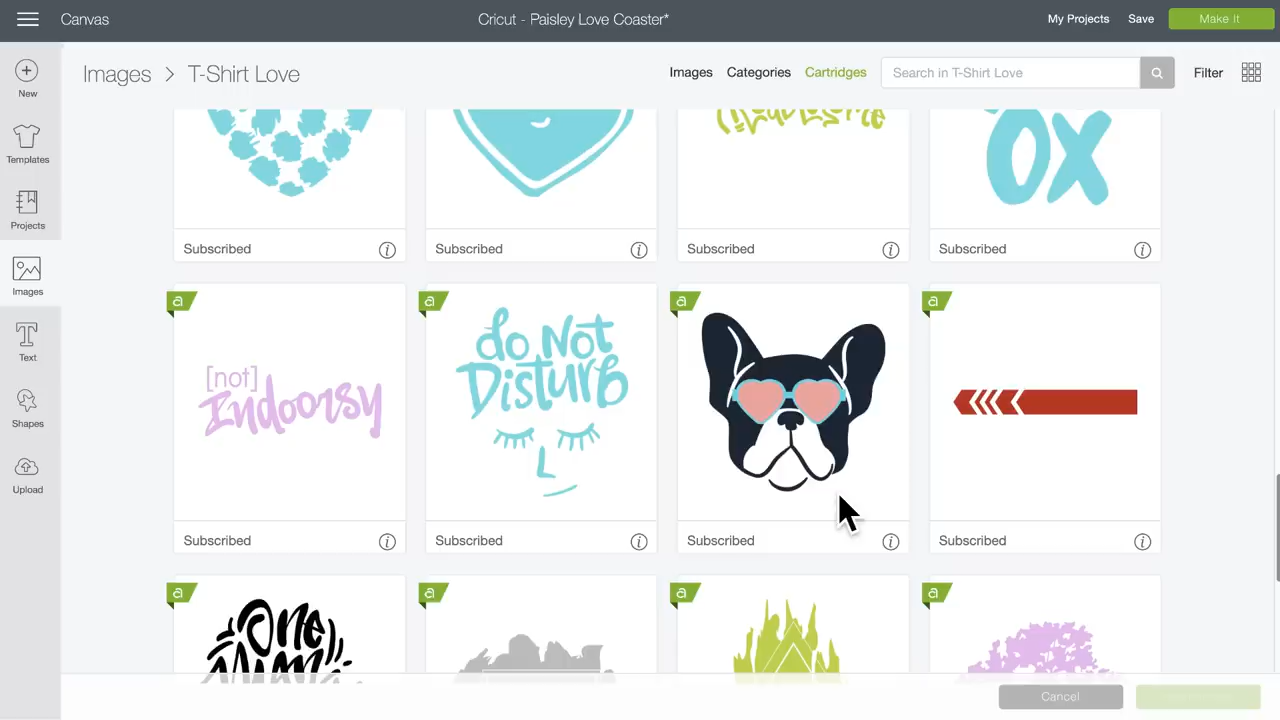 Canvas
Cricut - Paisley Love Coaster*
My Projects
Save
Make It
New
Templates
Projects
Images
Text
Shapes
Upload
Images > T-Shirt Love
Images
Categories
Cartridges
Search in T-Shirt Love
Filter
OX
Subscribed
Subscribed
Subscribed
Subscribed
a
a
a
a
[not]
Indoorsy
do Not
Disturb
Subscribed
Subscribed
Subscribed
Subscribed
a
a
a
a
One
Cancel